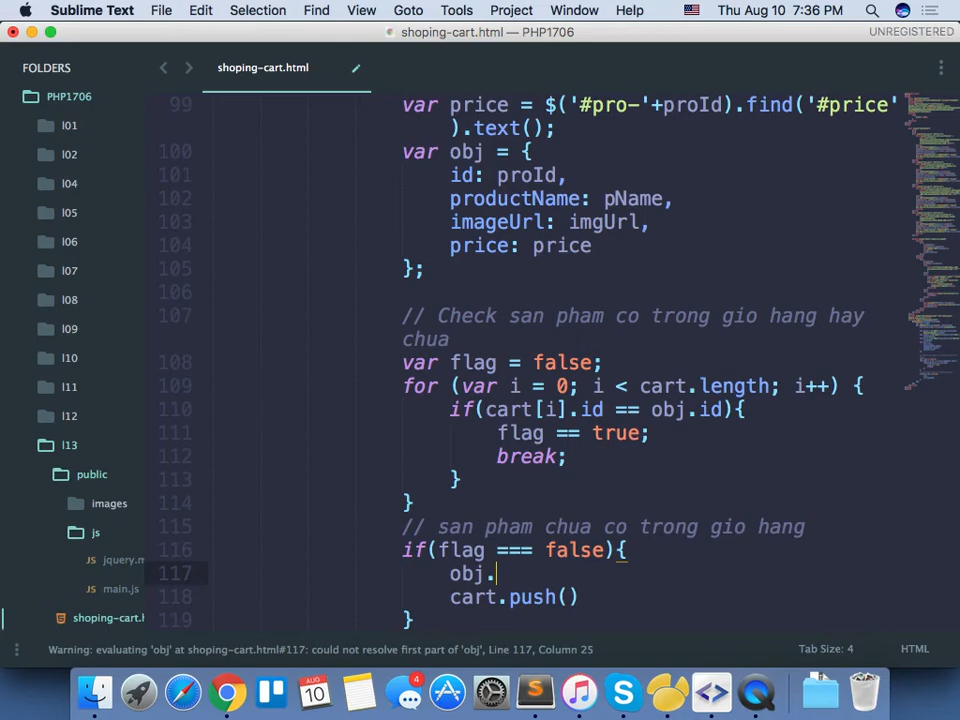 Sublime Text File Edit Selection Find View Goto Tools Project Window Help Thu Aug 10 7:36 PM
shoping-cart.html — PHP1706 UNREGISTERED
FOLDERS
PHP1706
l01
l02
l04
l05
l06
l07
l08
l09
l10
l11
l12
l13
public
images
js
JS jquery.m
JS main.js
shoping-cart.h
shoping-cart.html
99 var price = $('#pro-'+proId).find('#price'
).text();
100 var obj = {
101 id: proId,
102 productName: pName,
103 imageUrl: imgUrl,
104 price: price
105 };
106
107 // Check san pham co trong gio hang hay
chua
108 var flag = false;
109 for (var i = 0; i < cart.length; i++) {
110 if(cart[i].id == obj.id){
111 flag == true;
112 break;
113 }
114 }
115 // san pham chua co trong gio hang
116 if(flag === false){
117 obj.
118 cart.push()
119 }
Warning: evaluating 'obj' at shoping-cart.html#117: could not resolve first part of 'obj', Line 117, Column 25 Tab Size: 4 HTML
AUG
10
4